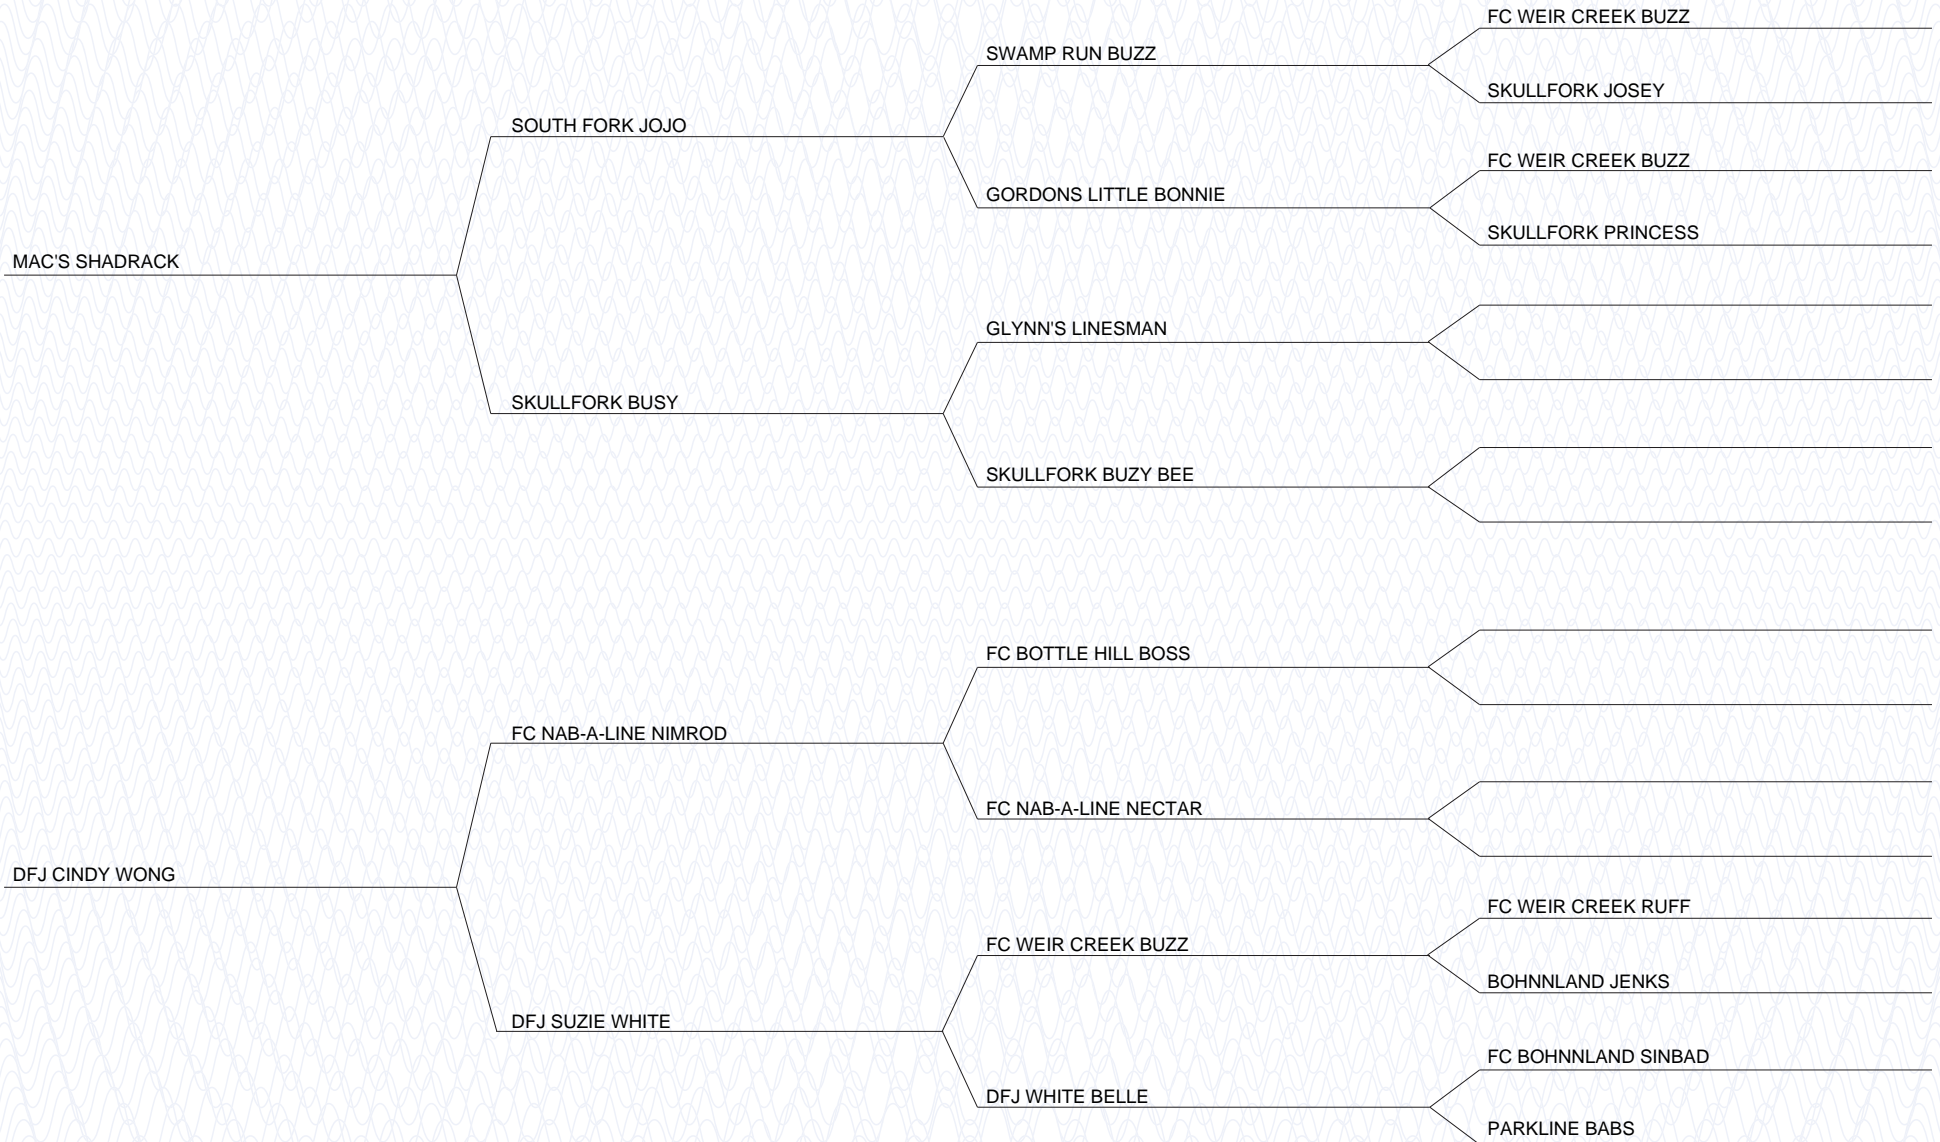 FC WEIR CREEK BUZZ
SWAMP RUN BUZZ
SKULLFORK JOSEY
SOUTH FORK JOJO
FC WEIR CREEK BUZZ
GORDONS LITTLE BONNIE
SKULLFORK PRINCESS
MAC'S SHADRACK
GLYNN'S LINESMAN
SKULLFORK BUSY
SKULLFORK BUZY BEE
FC BOTTLE HILL BOSS
FC NAB-A-LINE NIMROD
FC NAB-A-LINE NECTAR
DFJ CINDY WONG
FC WEIR CREEK RUFF
FC WEIR CREEK BUZZ
BOHNNLAND JENKS
DFJ SUZIE WHITE
FC BOHNNLAND SINBAD
DFJ WHITE BELLE
PARKLINE BABS